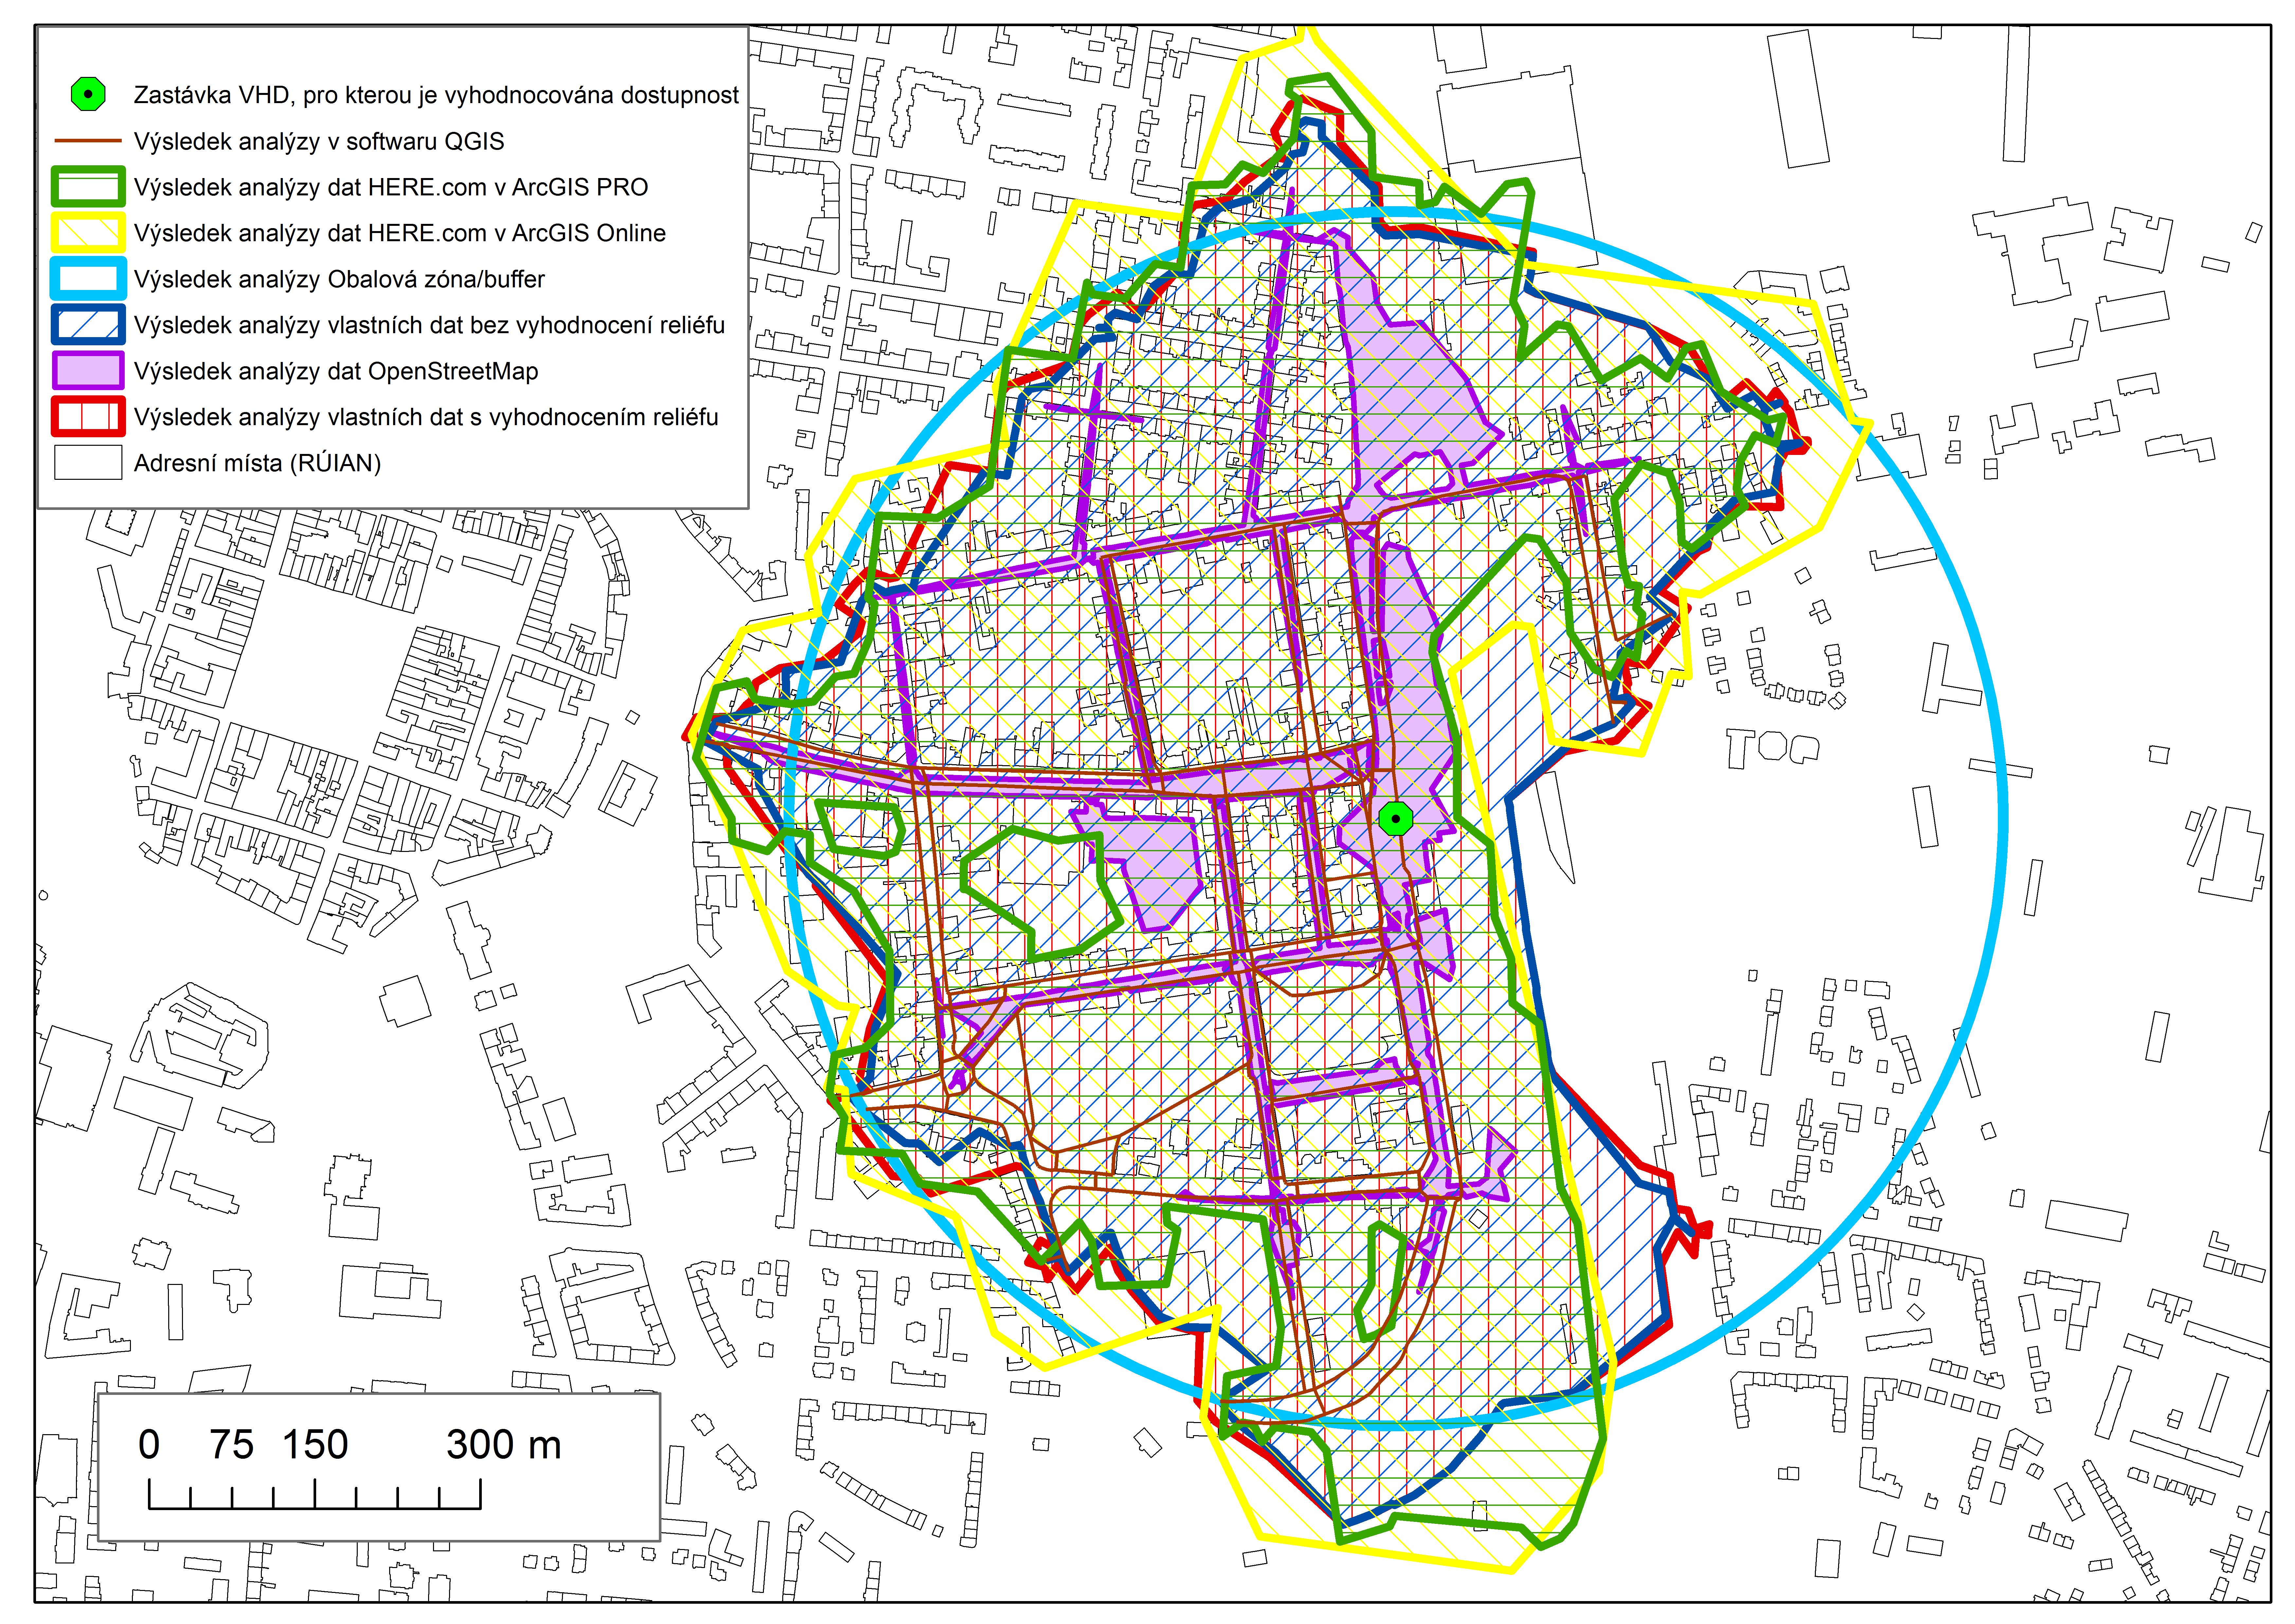 Zastávka VHD, pro kterou je vyhodnocována dostupnost
Výsledek analýzy v softwaru QGIS
Výsledek analýzy dat HERE.com v ArcGIS PRO
Výsledek analýzy dat HERE.com v ArcGIS Online
Výsledek analýzy Obalová zóna/buffer
Výsledek analýzy vlastních dat bez vyhodnocení reliéfu
Výsledek analýzy dat OpenStreetMap
Výsledek analýzy vlastních dat s vyhodnocením reliéfu
Adresní místa (RÚIAN)
0 75 150 300 m